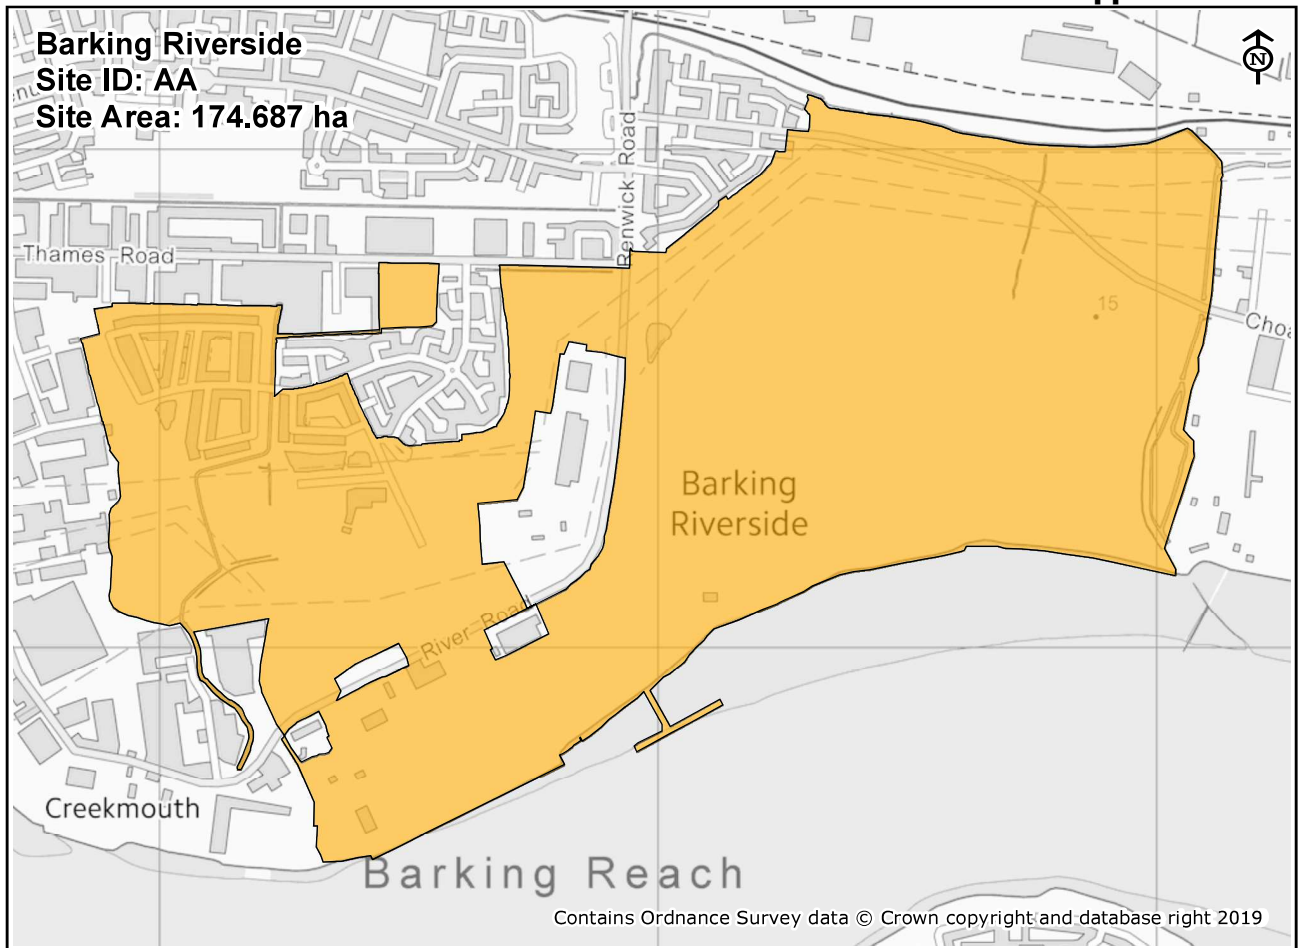 Barking Riverside
Site ID: AA
Site Area: 174.687 ha
N
Renwick Road
Thames Road
15
Barking
Riverside
River Road
Creekmouth
Barking Reach
Contains Ordnance Survey data © Crown copyright and database right 2019